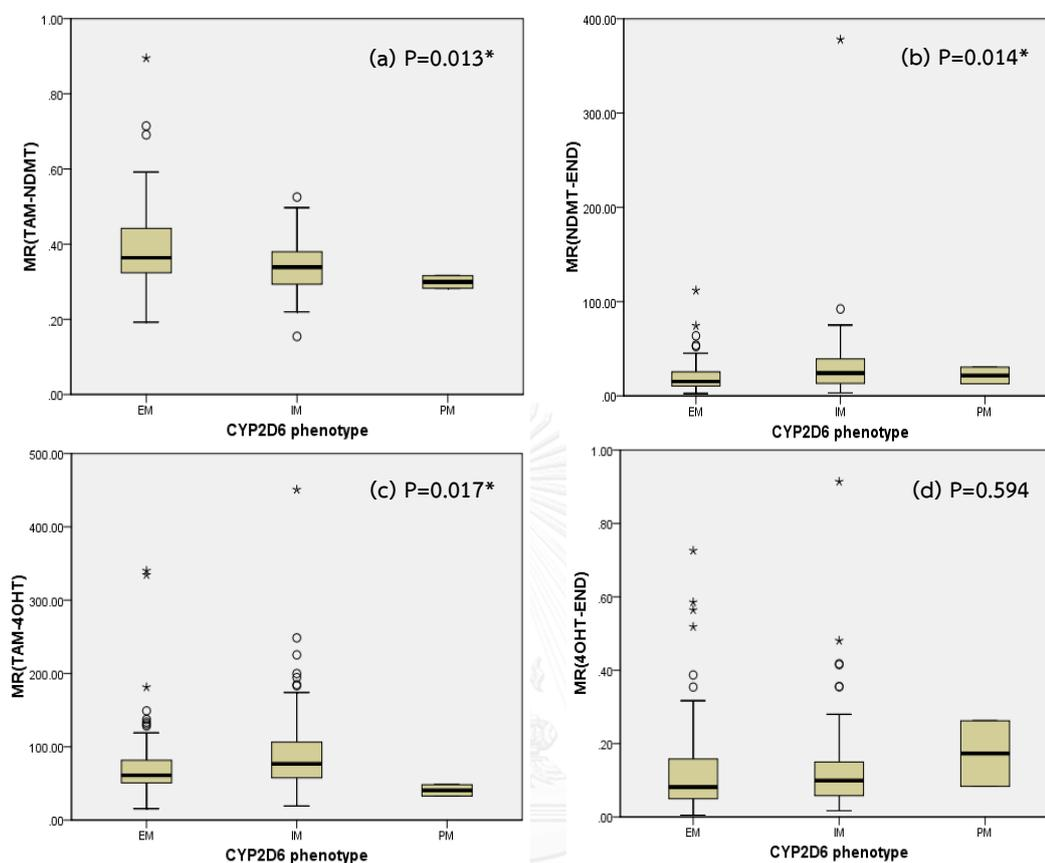 (a) P=0.013*
MR(TAM-NDMT)
1.00
.80
.60
.40
.20
.00
EM IM PM
CYP2D6 phenotype
(b) P=0.014*
MR(NDMT-END)
400.00
300.00
200.00
100.00
.00
EM IM PM
CYP2D6 phenotype
(c) P=0.017*
MR(TAM-4OHT)
500.00
400.00
300.00
200.00
100.00
.00
EM IM PM
CYP2D6 phenotype
(d) P=0.594
MR(4OHT-END)
1.00
.80
.60
.40
.20
.00
EM IM PM
CYP2D6 phenotype